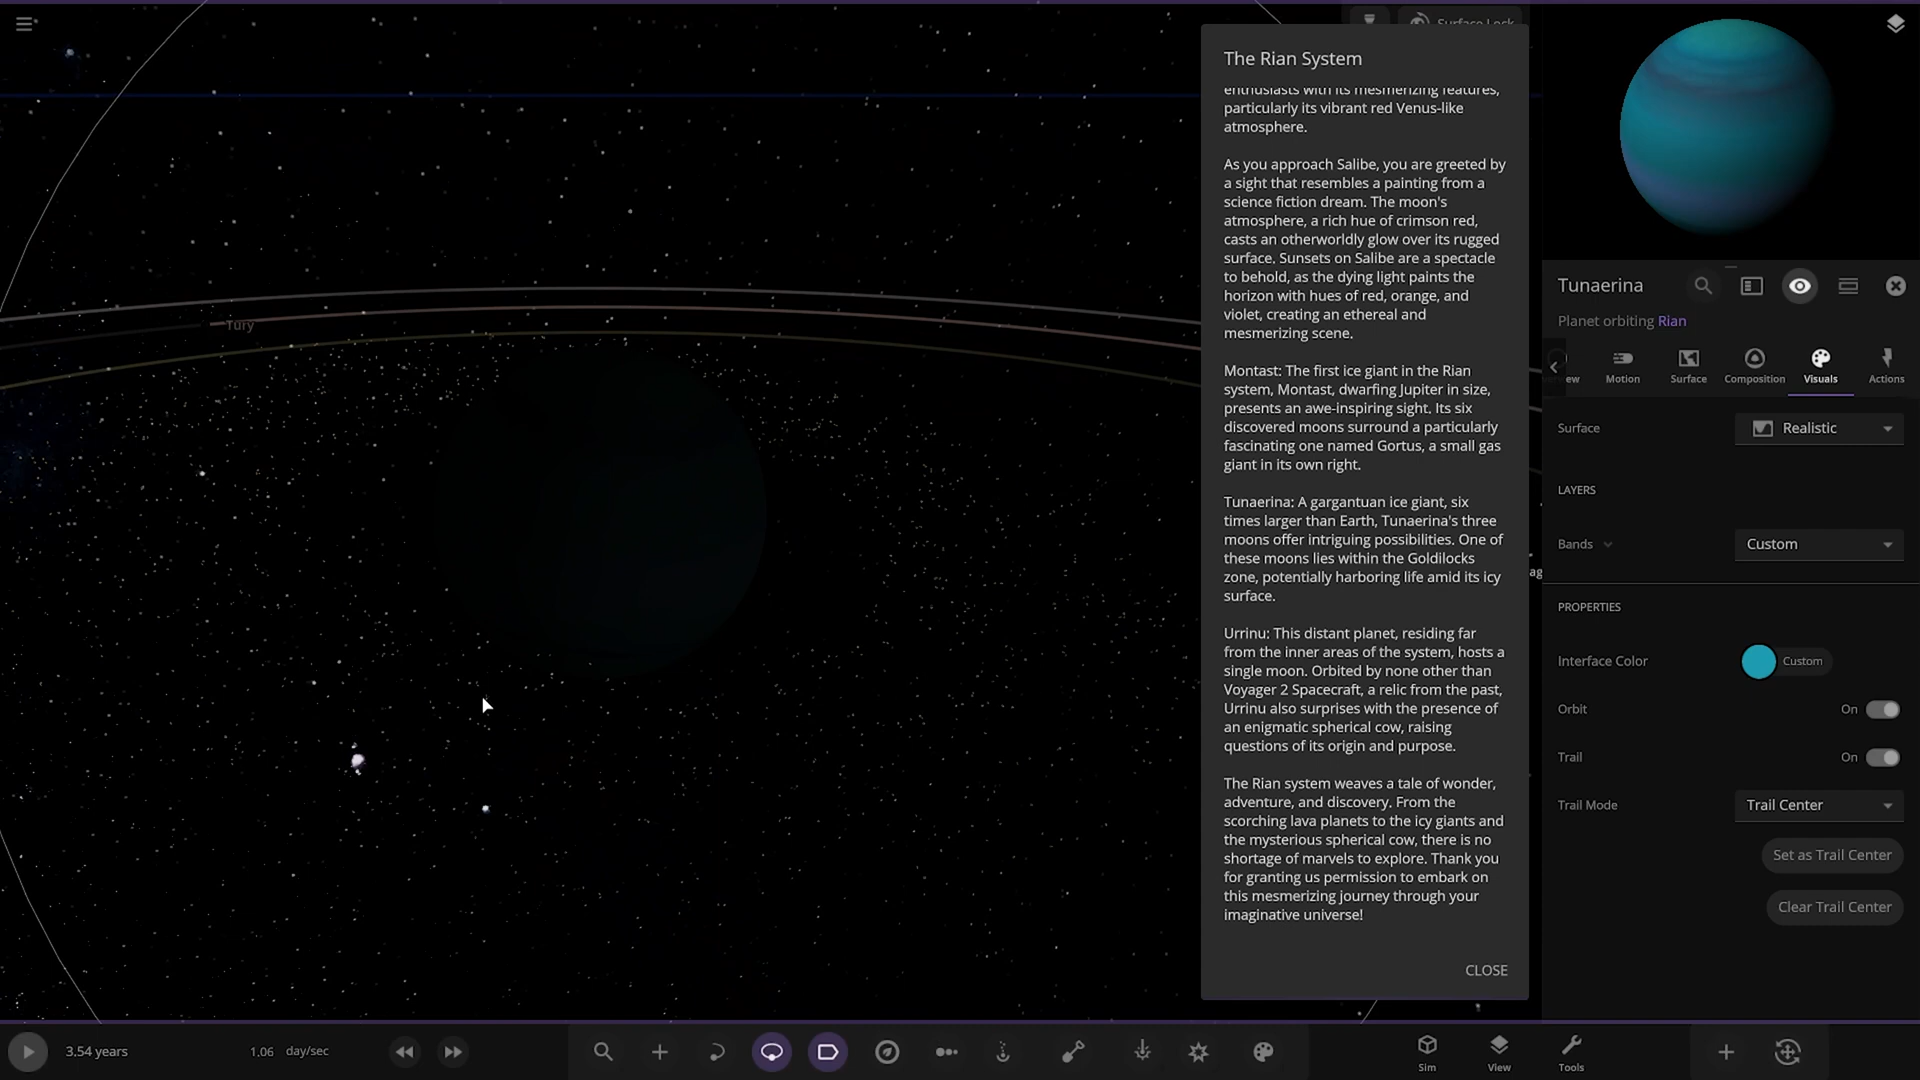 Surface Lock
The Rian System
enthusiasts with its mesmerizing features,
particularly its vibrant red Venus-like
atmosphere.
As you approach Salibe, you are greeted by
a sight that resembles a painting from a
science fiction dream. The moon's
atmosphere, a rich hue of crimson red,
casts an otherworldly glow over its rugged
surface. Sunsets on Salibe are a spectacle
to behold, as the dying light paints the
horizon with hues of red, orange, and
violet, creating an ethereal and
mesmerizing scene.
Montast: The first ice giant in the Rian
system, Montast, dwarfing Jupiter in size,
presents an awe-inspiring sight. Its six
discovered moons surround a particularly
fascinating one named Gortus, a small gas
giant in its own right.
Tunaerina: A gargantuan ice giant, six
times larger than Earth, Tunaerina's three
moons offer intriguing possibilities. One of
these moons lies within the Goldilocks
zone, potentially harboring life amid its icy
surface.
Urrinu: This distant planet, residing far
from the inner areas of the system, hosts a
single moon. Orbited by none other than
Voyager 2 Spacecraft, a relic from the past,
Urrinu also surprises with the presence of
an enigmatic spherical cow, raising
questions of its origin and purpose.
The Rian system weaves a tale of wonder,
adventure, and discovery. From the
scorching lava planets to the icy giants and
the mysterious spherical cow, there is no
shortage of marvels to explore. Thank you
for granting us permission to embark on
this mesmerizing journey through your
imaginative universe!
CLOSE
Tury
ag
Tunaerina
Planet orbiting Rian
ew Motion Surface Composition Visuals Actions
Surface Realistic
LAYERS
Bands Custom
PROPERTIES
Interface Color Custom
Orbit On
Trail On
Trail Mode Trail Center
Set as Trail Center
Clear Trail Center
3.54 years 1.06 day/sec
Sim View Tools